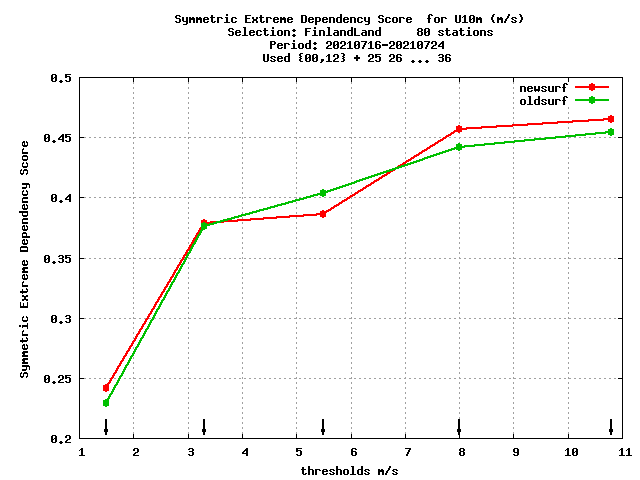 Symmetric Extreme Dependency Score  for U10m (m/s)
Selection: FinlandLand     80 stations
Period: 20210716-20210724
Used {00,12} + 25 26 ... 36
newsurf
oldsurf
Symmetric Extreme Dependency Score
0.5
0.45
0.4
0.35
0.3
0.25
0.2
1 2 3 4 5 6 7 8 9 10 11
thresholds m/s